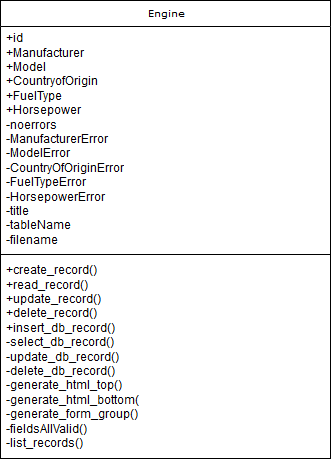 Engine
+id
+Manufacturer
+Model
+CountryofOrigin
+FuelType
+Horsepower
-noerrors
-ManufacturerError
-ModelError
-CountryOfOriginError
-FuelTypeError
-HorsepowerError
-title
-tableName
-filename
+create_record()
+read_record()
+update_record()
+delete_record()
+insert_db_record()
-select_db_record()
-update_db_record()
-delete_db_record()
-generate_html_top()
-generate_html_bottom(
-generate_form_group()
-fieldsAllValid()
-list_records()